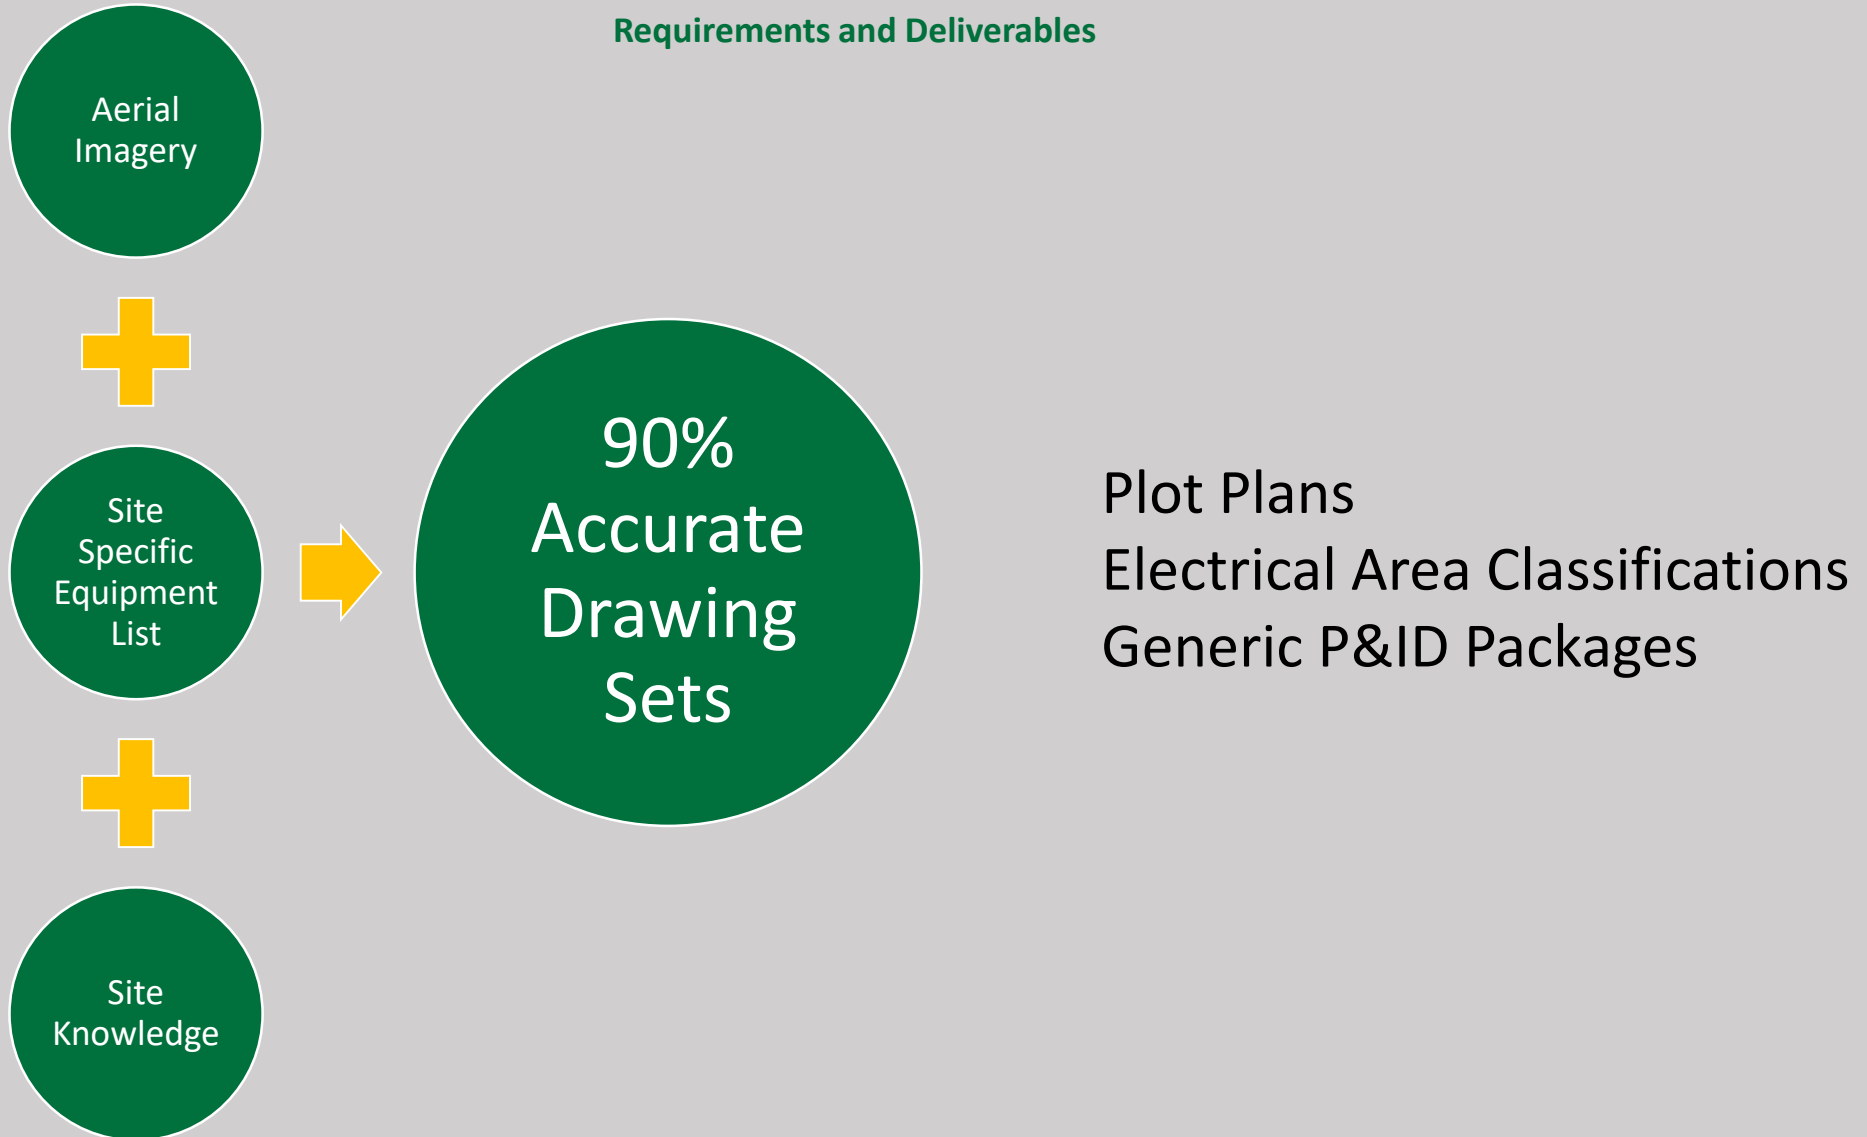 Requirements and Deliverables
Aerial
Imagery
Site
Specific
Equipment
List
Site
Knowledge
90%
Accurate
Drawing
Sets
Plot Plans
Electrical Area Classifications
Generic P&ID Packages